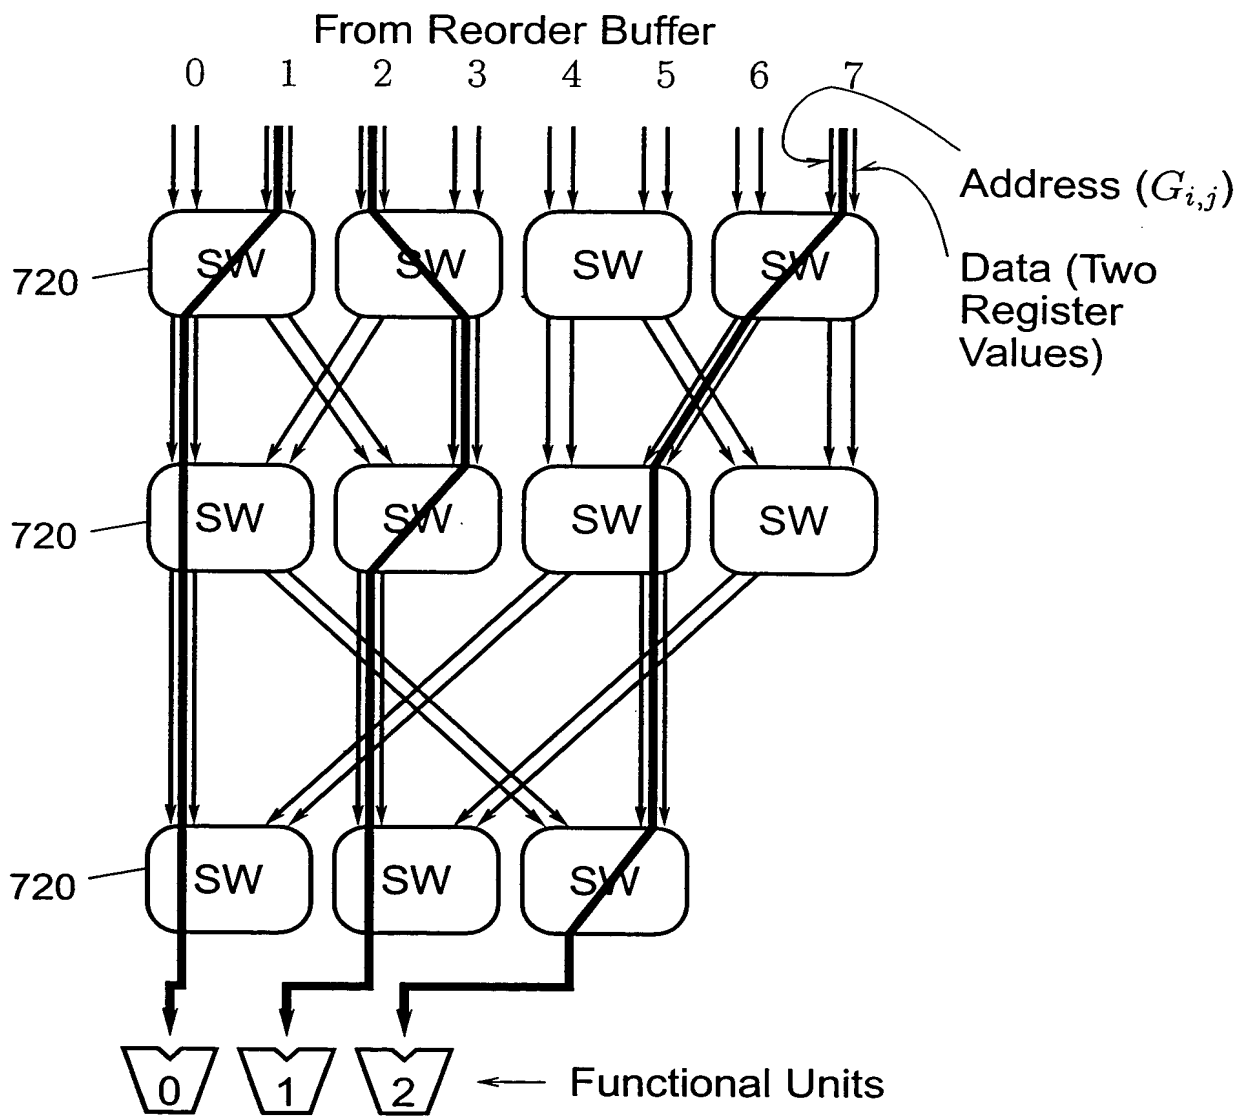 From Reorder Buffer
0 1 2 3 4 5 6 7
Address (G_{i,j})
SW SW SW SW
720
Data (Two
Register
Values)
SW SW SW SW
720
SW SW SW
720
0 1 2
Functional Units